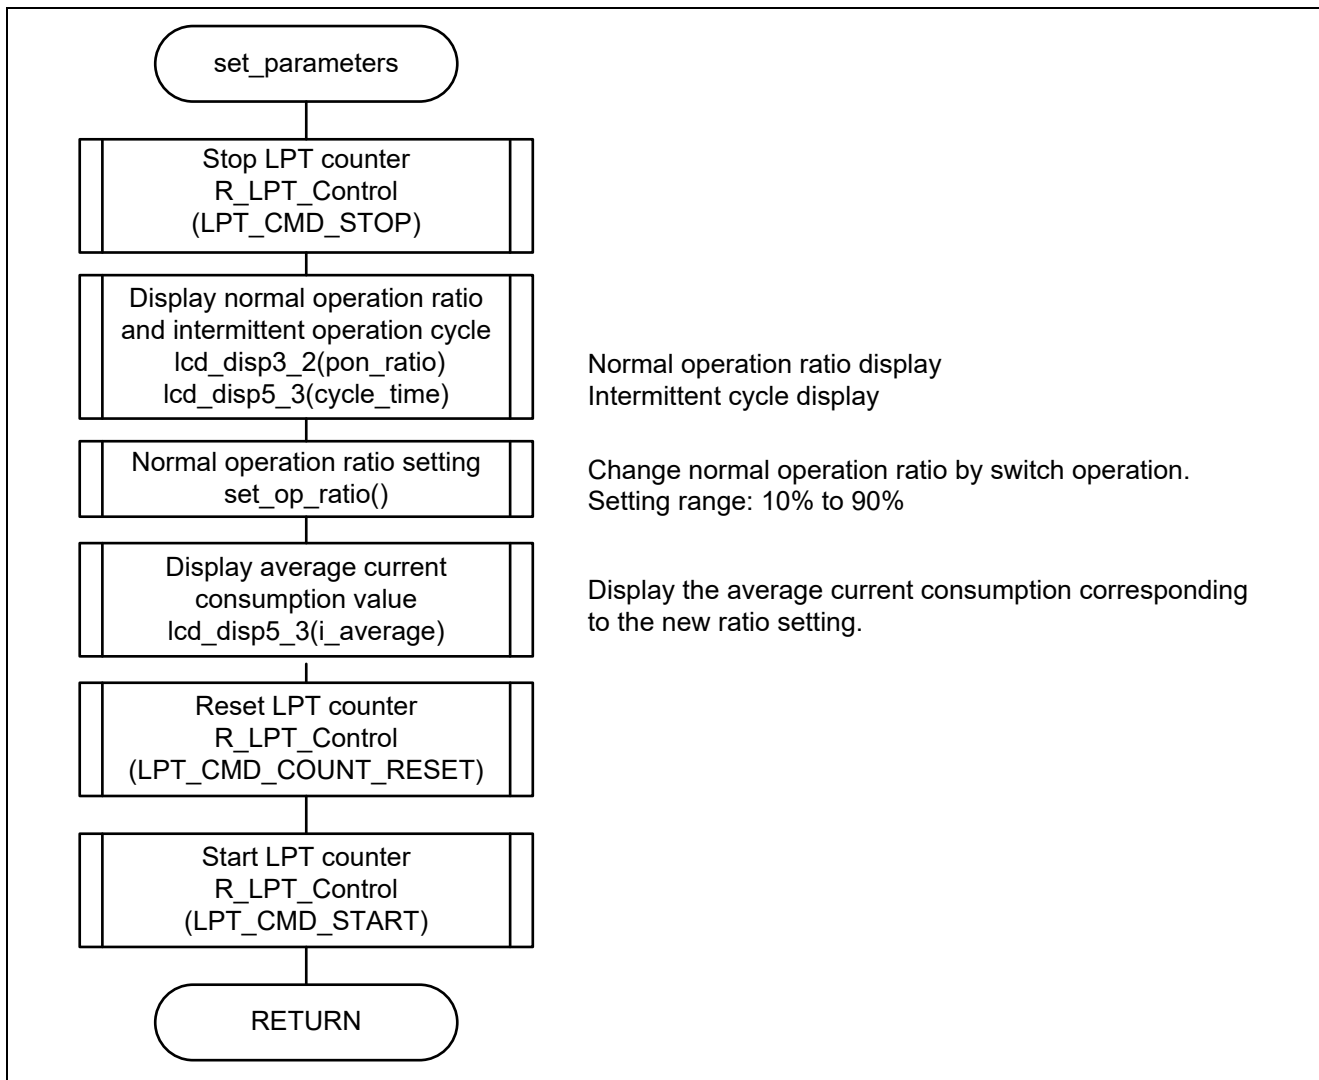 set_parameters
Stop LPT counter
R_LPT_Control
(LPT_CMD_STOP)
Display normal operation ratio
and intermittent operation cycle
lcd_disp3_2(pon_ratio)
lcd_disp5_3(cycle_time)
Normal operation ratio display
Intermittent cycle display
Normal operation ratio setting
set_op_ratio()
Change normal operation ratio by switch operation.
Setting range: 10% to 90%
Display average current
consumption value
lcd_disp5_3(i_average)
Display the average current consumption corresponding
to the new ratio setting.
Reset LPT counter
R_LPT_Control
(LPT_CMD_COUNT_RESET)
Start LPT counter
R_LPT_Control
(LPT_CMD_START)
RETURN